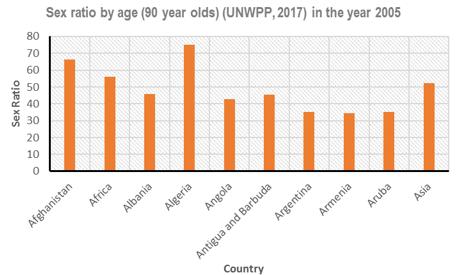 Sex ratio by age (90 year olds) (UNWPP, 2017) in the year 2005
80
70
60
50
40
30
20
10
0
Sex Ratio
Afghanistan
Africa
Albania
Algeria
Angola
Antigua and Barbuda
Argentina
Armenia
Aruba
Asia
Country